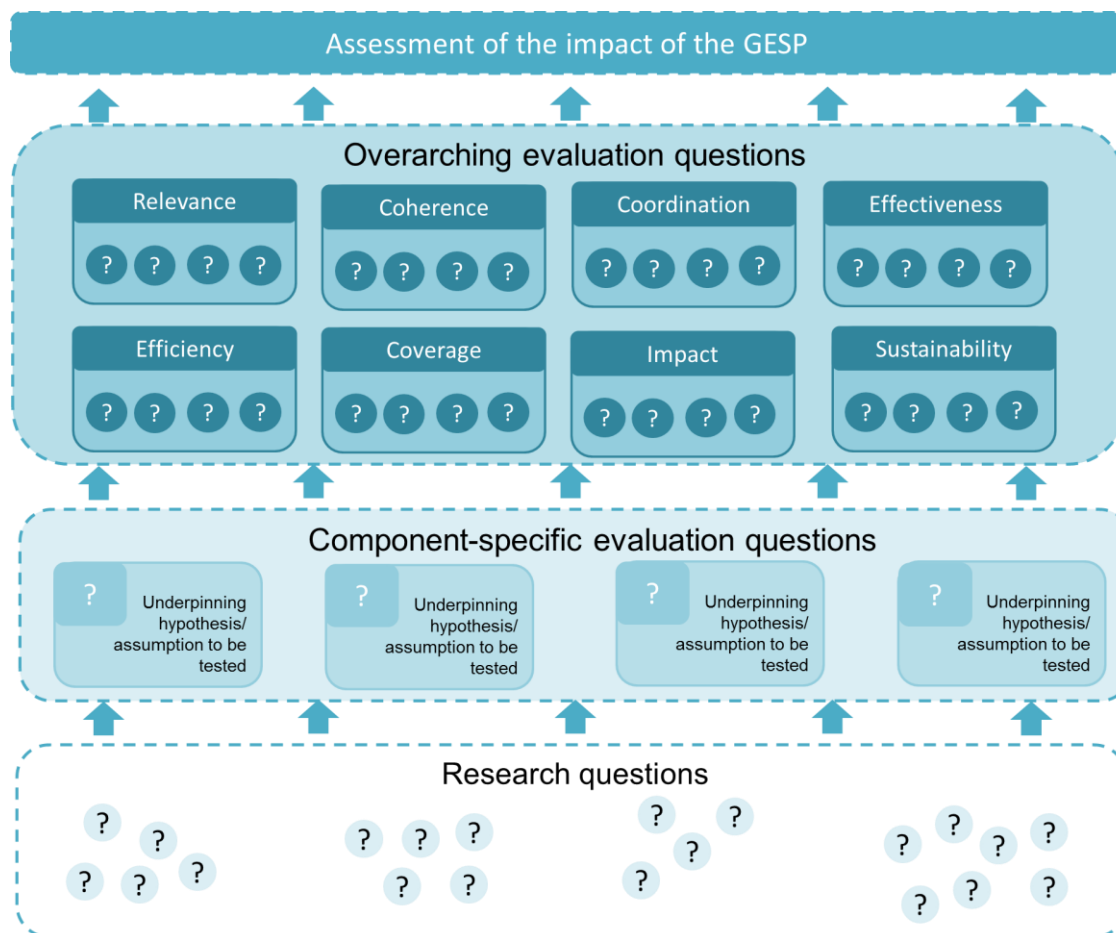 Assessment of the impact of the GESP
Overarching evaluation questions
Relevance
? ? ? ?
Coherence
? ? ? ?
Coordination
? ? ? ?
Effectiveness
? ? ? ?
Efficiency
? ? ? ?
Coverage
? ? ? ?
Impact
? ? ? ?
Sustainability
? ? ? ?
Component-specific evaluation questions
?
Underpinning
hypothesis/
assumption to be
tested
?
Underpinning
hypothesis/
assumption to be
tested
?
Underpinning
hypothesis/
assumption to be
tested
?
Underpinning
hypothesis/
assumption to be
tested
Research questions
? ? ? ? ? ?
? ? ? ? ?
? ? ? ?
? ? ? ? ? ? ? ?